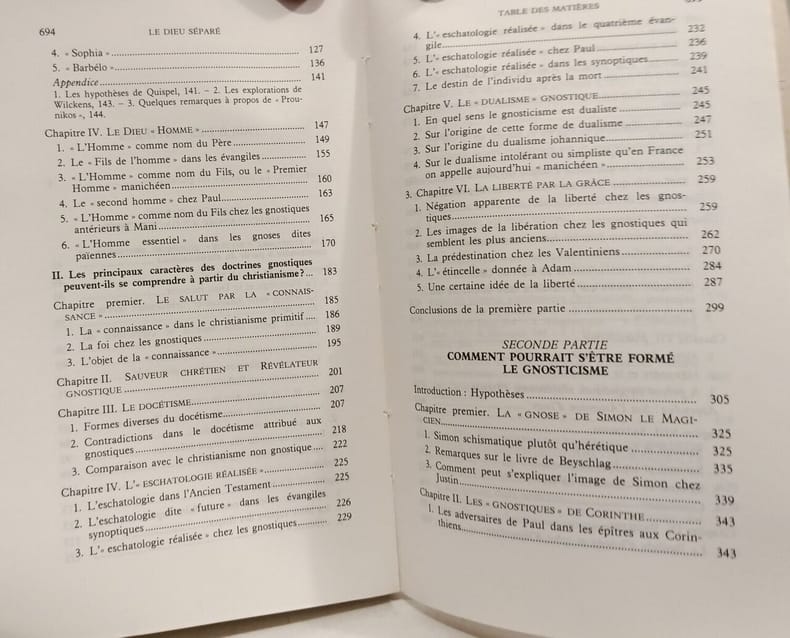 694 LE DIEU SÉPARÉ
4. « Sophia » 127
5. « Barbélo » 136
Appendice 141
1. Les hypothèses de Quispel, 141. – 2. Les explorations de
Wilckens, 143. – 3. Quelques remarques à propos de « Prou-
nikos », 144.
Chapitre IV. LE DIEU « HOMME » 147
1. « L'Homme » comme nom du Père 149
2. Le « Fils de l'homme » dans les évangiles 155
3. « L'Homme » comme nom du Fils, ou le « Premier
Homme » manichéen 160
4. Le « second homme » chez Paul 163
5. « L'Homme » comme nom du Fils chez les gnostiques
antérieurs à Mani 165
6. « L'Homme essentiel » dans les gnoses dites
païennes 170
II. Les principaux caractères des doctrines gnostiques
peuvent-ils se comprendre à partir du christianisme? 183
Chapitre premier. LE SALUT PAR LA « CONNAIS-
SANCE » 185
1. La « connaissance » dans le christianisme primitif 186
2. La foi chez les gnostiques 189
3. L'objet de la « connaissance » 195
Chapitre II. SAUVEUR CHRÉTIEN ET RÉVÉLATEUR
GNOSTIQUE 201
Chapitre III. LE DOCÉTISME 207
1. Formes diverses du docétisme 207
2. Contradictions dans le docétisme attribué aux
gnostiques 218
3. Comparaison avec le christianisme non gnostique 222
Chapitre IV. L'« ESCHATOLOGIE RÉALISÉE » 225
1. L'eschatologie dans l'Ancien Testament 225
2. L'eschatologie dite « future » dans les évangiles
synoptiques 226
3. L'« eschatologie réalisée » chez les gnostiques 229
TABLE DES MATIÈRES
4. L'« eschatologie réalisée » dans le quatrième évan-
gile 232
5. L'« eschatologie réalisée » chez Paul 236
6. L'« eschatologie réalisée » dans les synoptiques 239
7. Le destin de l'individu après la mort 241
Chapitre V. LE « DUALISME » GNOSTIQUE 245
1. En quel sens le gnosticisme est dualiste 245
2. Sur l'origine de cette forme de dualisme 247
3. Sur l'origine du dualisme johannique 251
4. Sur le dualisme intolérant ou simpliste qu'en France
on appelle aujourd'hui « manichéen » 253
3. Chapitre VI. LA LIBERTÉ PAR LA GRÂCE 259
1. Négation apparente de la liberté chez les gnos-
tiques 259
2. Les images de la libération chez les gnostiques qui
semblent les plus anciens 262
3. La prédestination chez les Valentiniens 270
4. L'« étincelle » donnée à Adam 284
5. Une certaine idée de la liberté 287
Conclusions de la première partie 299
SECONDE PARTIE
COMMENT POURRAIT S'ÊTRE FORMÉ
LE GNOSTICISME
Introduction : Hypothèses 305
Chapitre premier. LA « GNOSE » DE SIMON LE MAGI-
CIEN 325
1. Simon schismatique plutôt qu'hérétique 325
2. Remarques sur le livre de Beyschlag 335
3. Comment peut s'expliquer l'image de Simon chez
Justin 339
Chapitre II. LES « GNOSTIQUES » DE CORINTHE 343
1. Les adversaires de Paul dans les épîtres aux Corin-
thiens 343